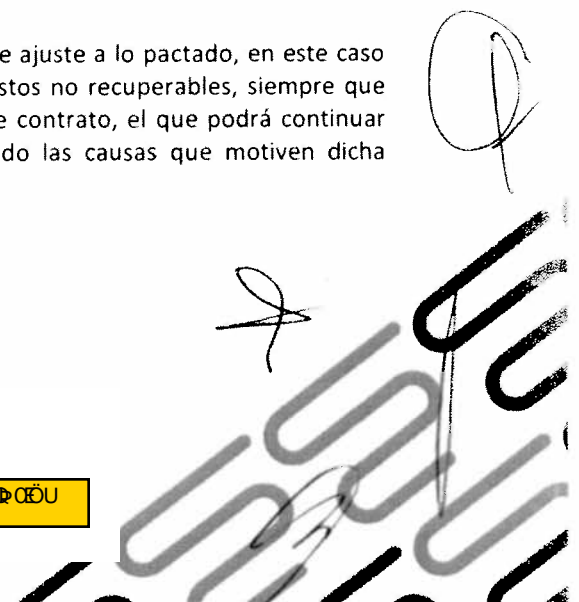 e ajuste a lo pactado, en este caso
stos no recuperables, siempre que
e contrato, el que podrá continuar
do las causas que motiven dicha